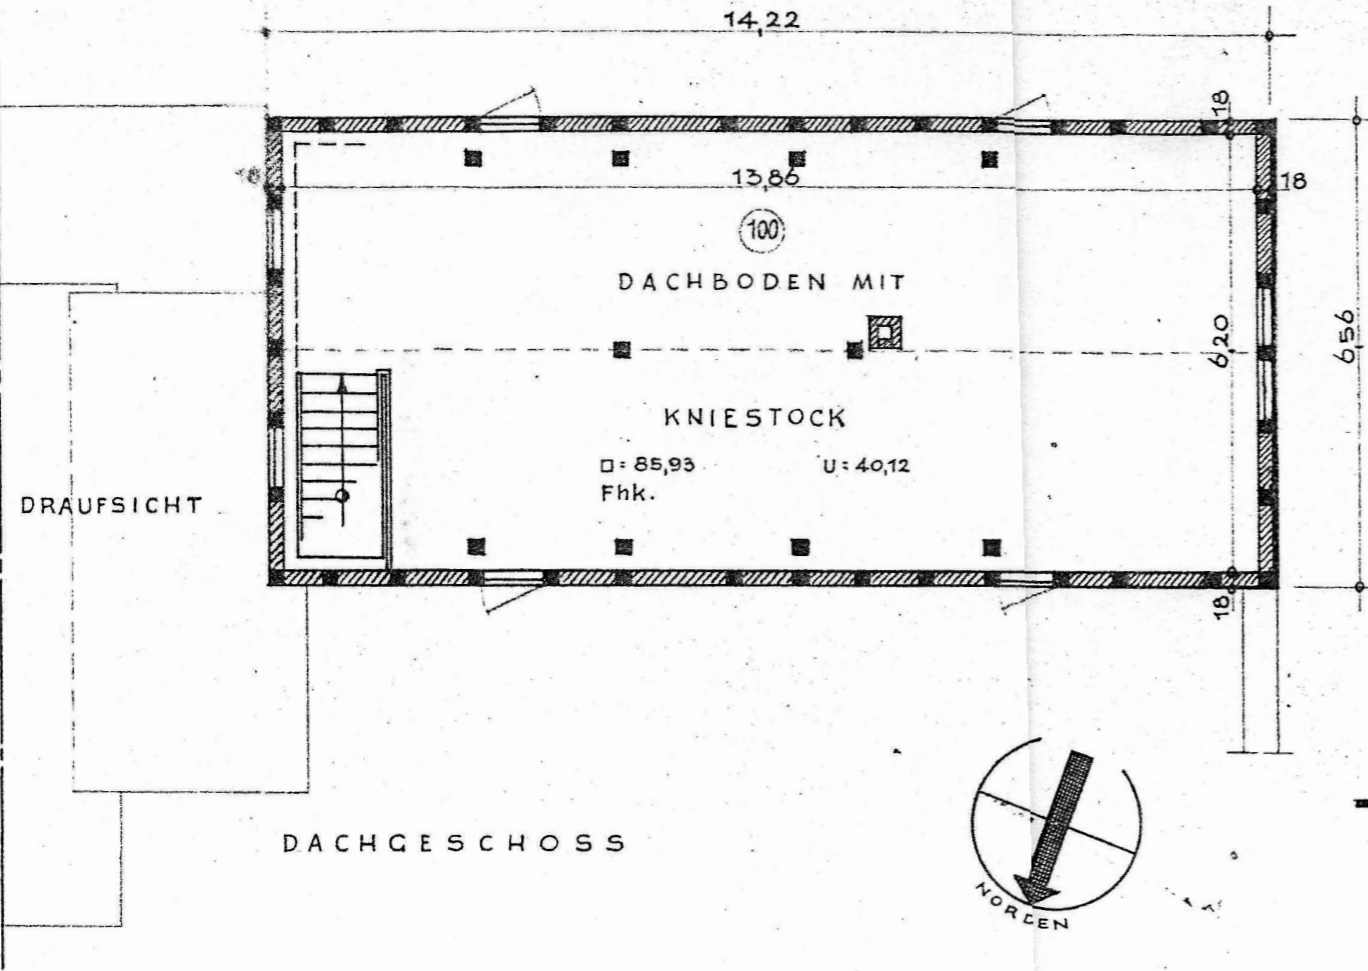 14,22
18
18
13,86
18
100
DACHBODEN MIT
6,20
6,56
KNIESTOCK
□= 85,93 U= 40,12
Fhk.
DRAUFSICHT
18
DACHGESCHOSS
NORDEN